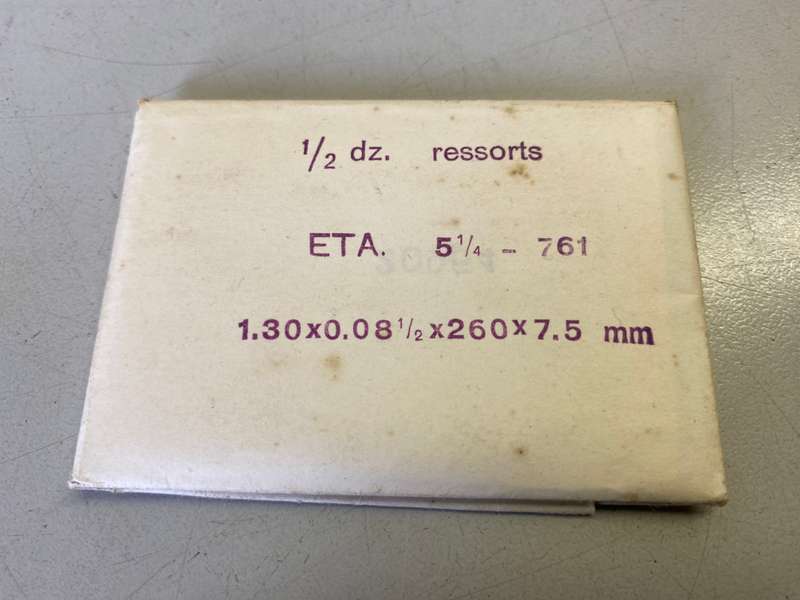 1/2 dz. ressorts
ETA. 5 1/4 - 761
1.30x0.08 1/2 x260x7.5 mm